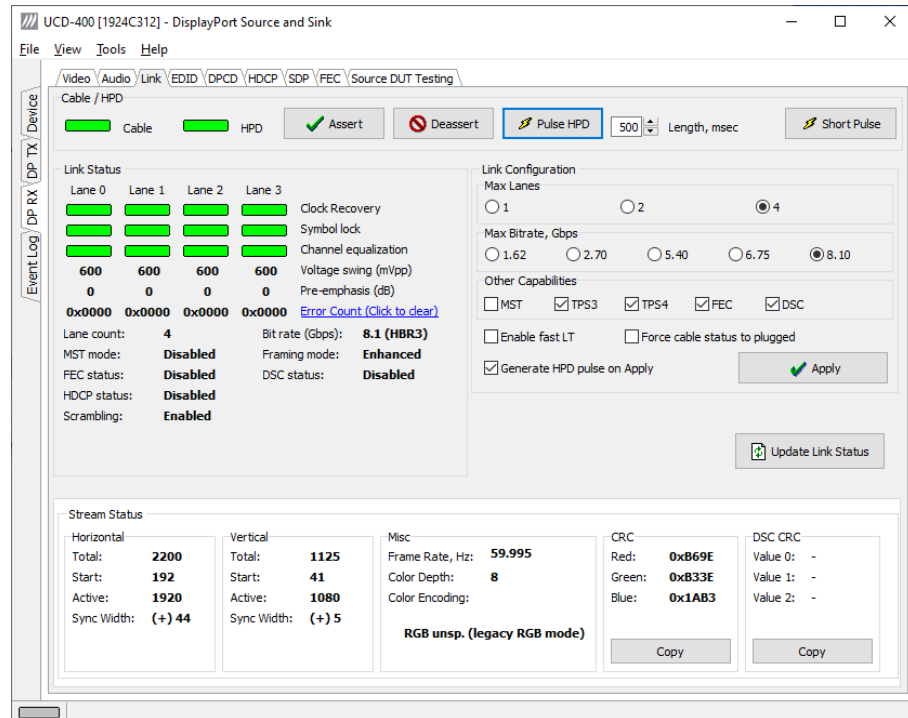 UCD-400 [1924C312] - DisplayPort Source and Sink
File View Tools Help
Video Audio Link EDID DPCD HDCP SDP FEC Source DUT Testing
Device
DP TX
DP RX
Event Log
Cable / HPD
Cable HPD Assert Deassert Pulse HPD 500 Length, msec Short Pulse
Link Status
Lane 0 Lane 1 Lane 2 Lane 3
Clock Recovery
Symbol lock
Channel equalization
600 600 600 600 Voltage swing (mVpp)
0 0 0 0 Pre-emphasis (dB)
0x0000 0x0000 0x0000 0x0000 Error Count (Click to clear)
Lane count: 4 Bit rate (Gbps): 8.1 (HBR3)
MST mode: Disabled Framing mode: Enhanced
FEC status: Disabled DSC status: Disabled
HDCP status: Disabled
Scrambling: Enabled
Link Configuration
Max Lanes
1 2 4
Max Bitrate, Gbps
1.62 2.70 5.40 6.75 8.10
Other Capabilities
MST TPS3 TPS4 FEC DSC
Enable fast LT Force cable status to plugged
Generate HPD pulse on Apply Apply
Update Link Status
Stream Status
Horizontal
Total: 2200
Start: 192
Active: 1920
Sync Width: (+) 44
Vertical
Total: 1125
Start: 41
Active: 1080
Sync Width: (+) 5
Misc
Frame Rate, Hz: 59.995
Color Depth: 8
Color Encoding:
RGB unsp. (legacy RGB mode)
CRC
Red: 0xB69E
Green: 0xB33E
Blue: 0x1AB3
Copy
DSC CRC
Value 0: -
Value 1: -
Value 2: -
Copy